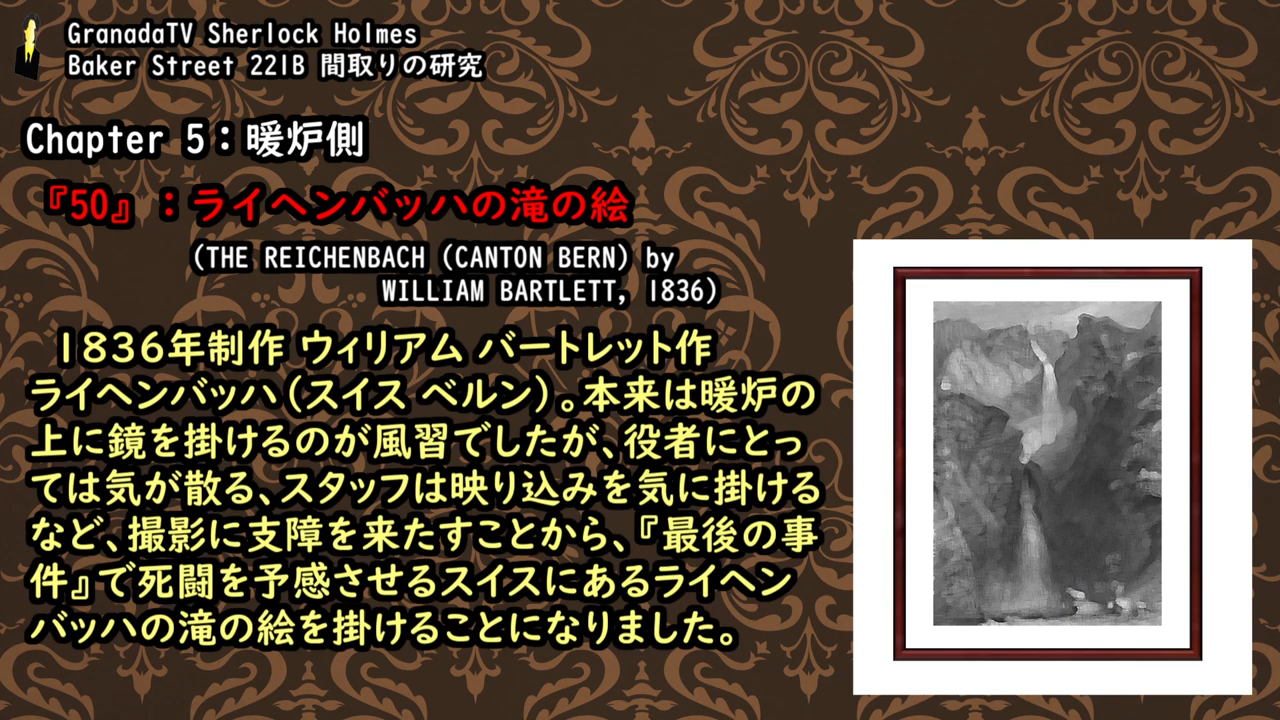 GranadaTV Sherlock Holmes
Baker Street 221B 間取りの研究
Chapter 5：暖炉側
『50』：ライヘンバッハの滝の絵
(THE REICHENBACH (CANTON BERN) by
WILLIAM BARTLETT, 1836)
1836年制作 ウィリアム バートレット作
ライヘンバッハ（スイス ベルン）。本来は暖炉の
上に鏡を掛けるのが風習でしたが、役者にとっ
ては気が散る、スタッフは映り込みを気に掛ける
など、撮影に支障を来たすことから、『最後の事
件』で死闘を予感させるスイスにあるライヘン
バッハの滝の絵を掛けることになりました。